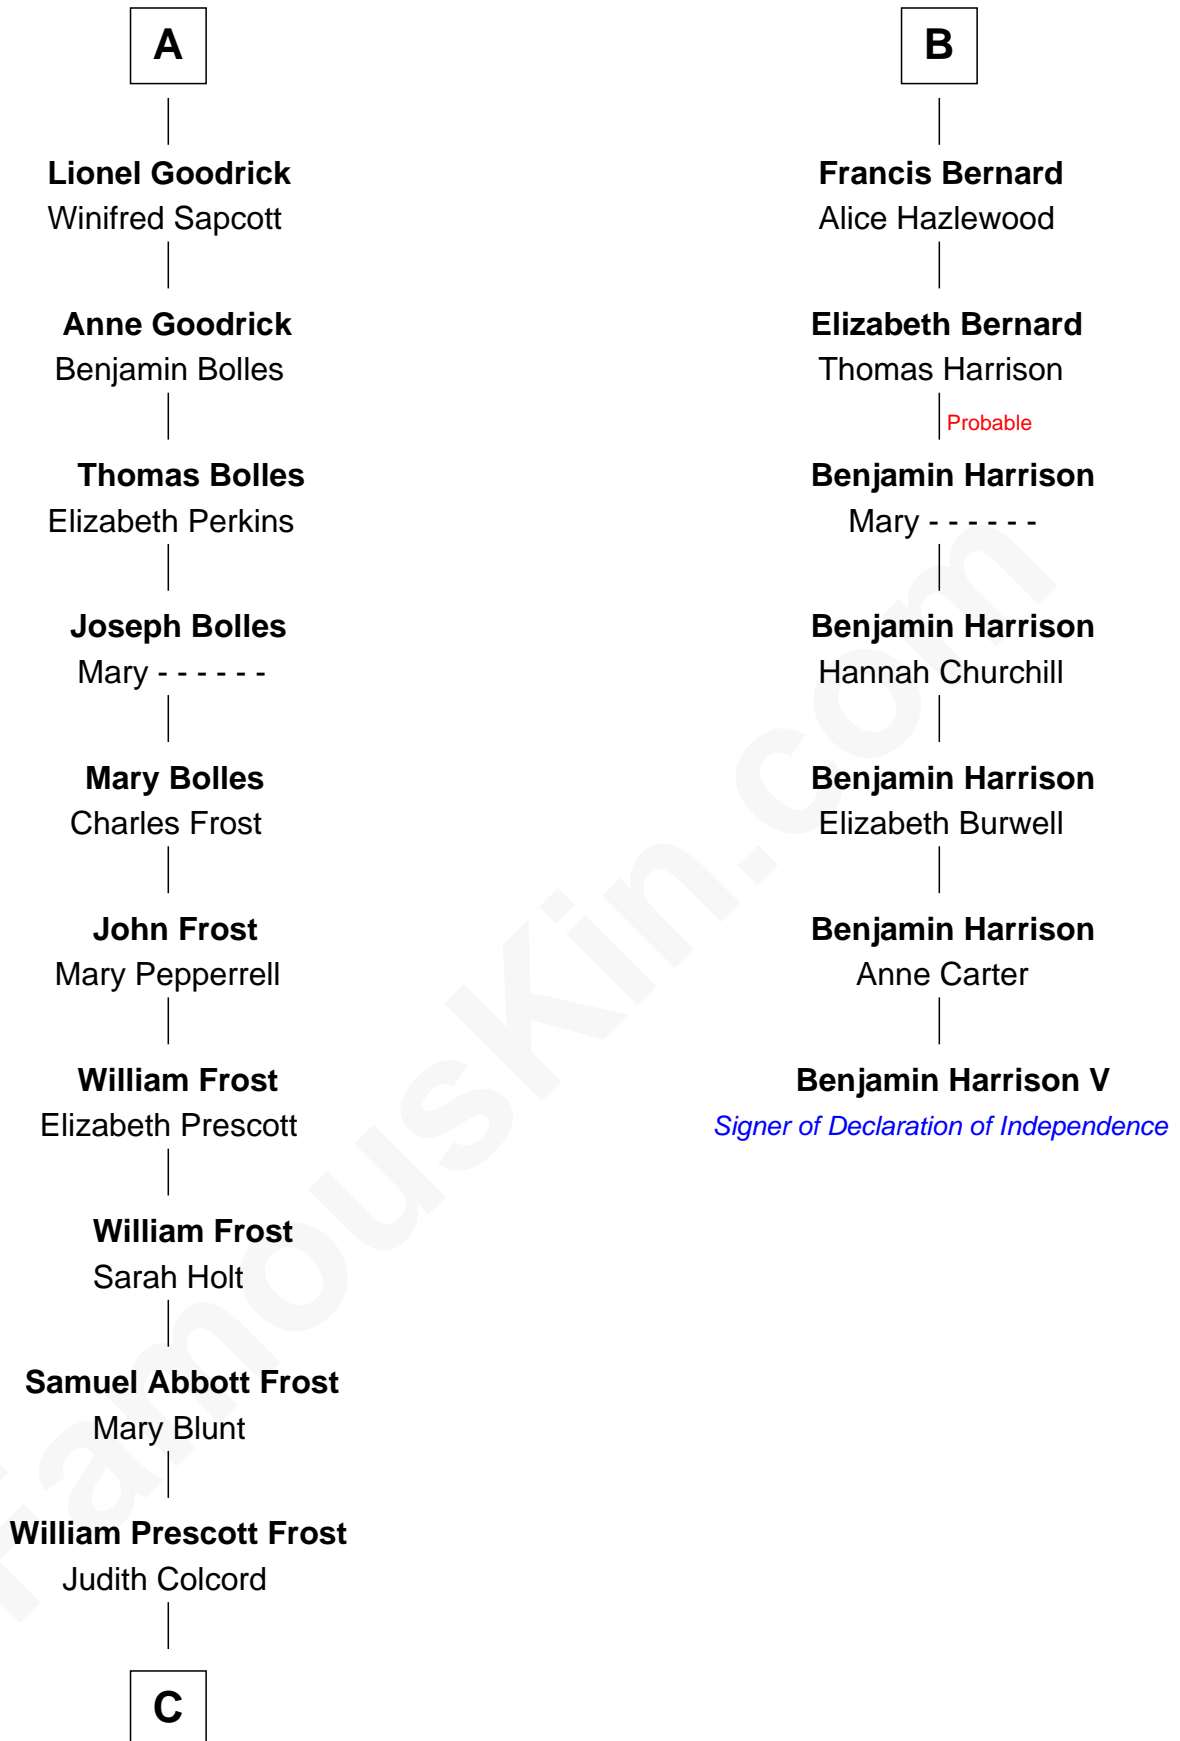 A
Lionel Goodrick
Winifred Sapcott
Anne Goodrick
Benjamin Bolles
Thomas Bolles
Elizabeth Perkins
Joseph Bolles
Mary - - - - - -
Mary Bolles
Charles Frost
John Frost
Mary Pepperrell
William Frost
Elizabeth Prescott
William Frost
Sarah Holt
Samuel Abbott Frost
Mary Blunt
William Prescott Frost
Judith Colcord
C
B
Francis Bernard
Alice Hazlewood
Elizabeth Bernard
Thomas Harrison
Probable
Benjamin Harrison
Mary - - - - - -
Benjamin Harrison
Hannah Churchill
Benjamin Harrison
Elizabeth Burwell
Benjamin Harrison
Anne Carter
Benjamin Harrison V
Signer of Declaration of Independence
FamousKin.com